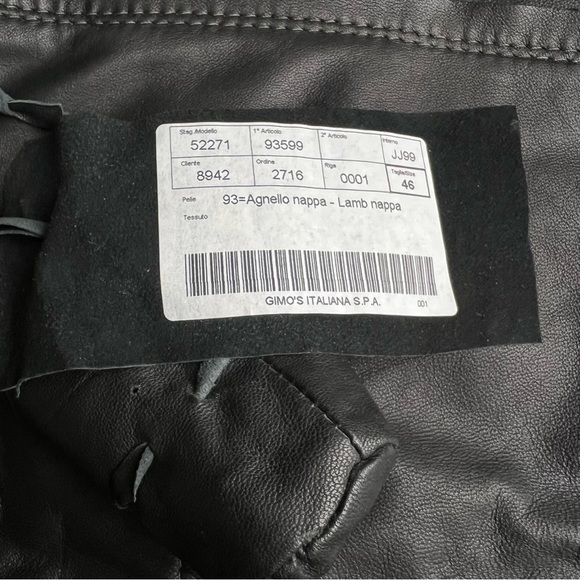 Stag./Modello 1° Articolo 2° Articolo Interno
52271 93599 JJ99
Cliente Ordine Riga Taglia/Size
8942 2716 0001 46
Pelle 93=Agnello nappa - Lamb nappa
Tessuto
GIMO'S ITALIANA S.P.A. 001